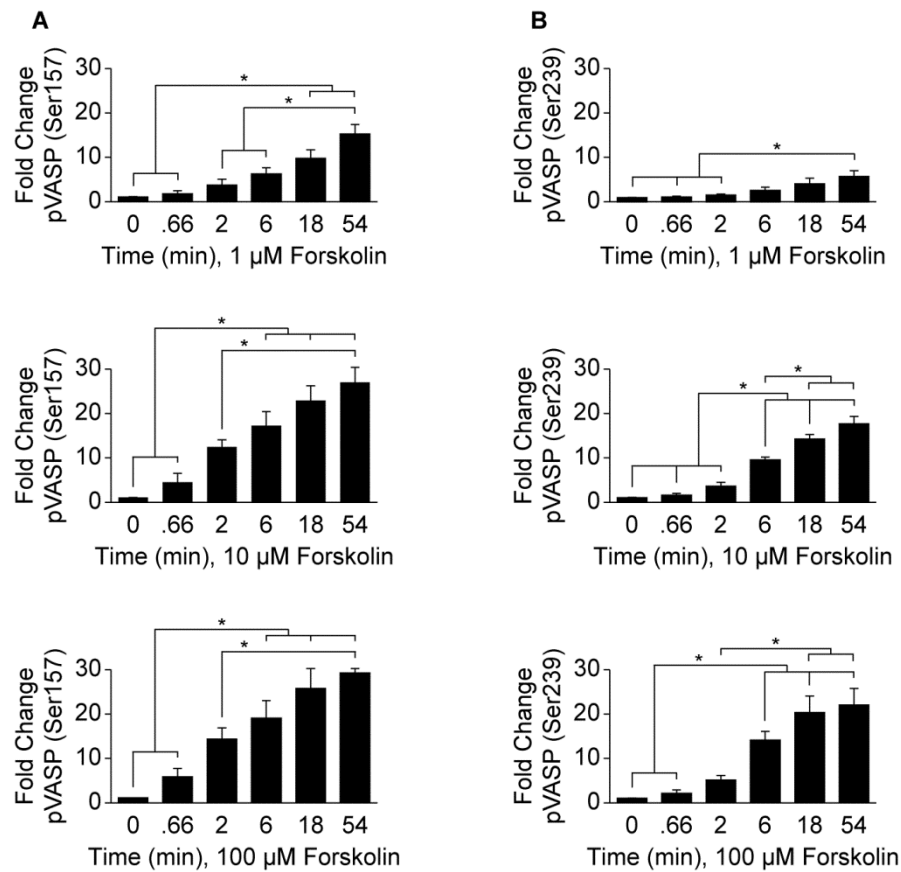 A
Fold Change
pVASP (Ser157)
30
20
10
0
*
*
0 .66 2 6 18 54
Time (min), 1 µM Forskolin
Fold Change
pVASP (Ser157)
30
20
10
0
*
*
0 .66 2 6 18 54
Time (min), 10 µM Forskolin
Fold Change
pVASP (Ser157)
30
20
10
0
*
*
0 .66 2 6 18 54
Time (min), 100 µM Forskolin
B
Fold Change
pVASP (Ser239)
30
20
10
0
*
0 .66 2 6 18 54
Time (min), 1 µM Forskolin
Fold Change
pVASP (Ser239)
30
20
10
0
*
*
0 .66 2 6 18 54
Time (min), 10 µM Forskolin
Fold Change
pVASP (Ser239)
30
20
10
0
*
*
0 .66 2 6 18 54
Time (min), 100 µM Forskolin